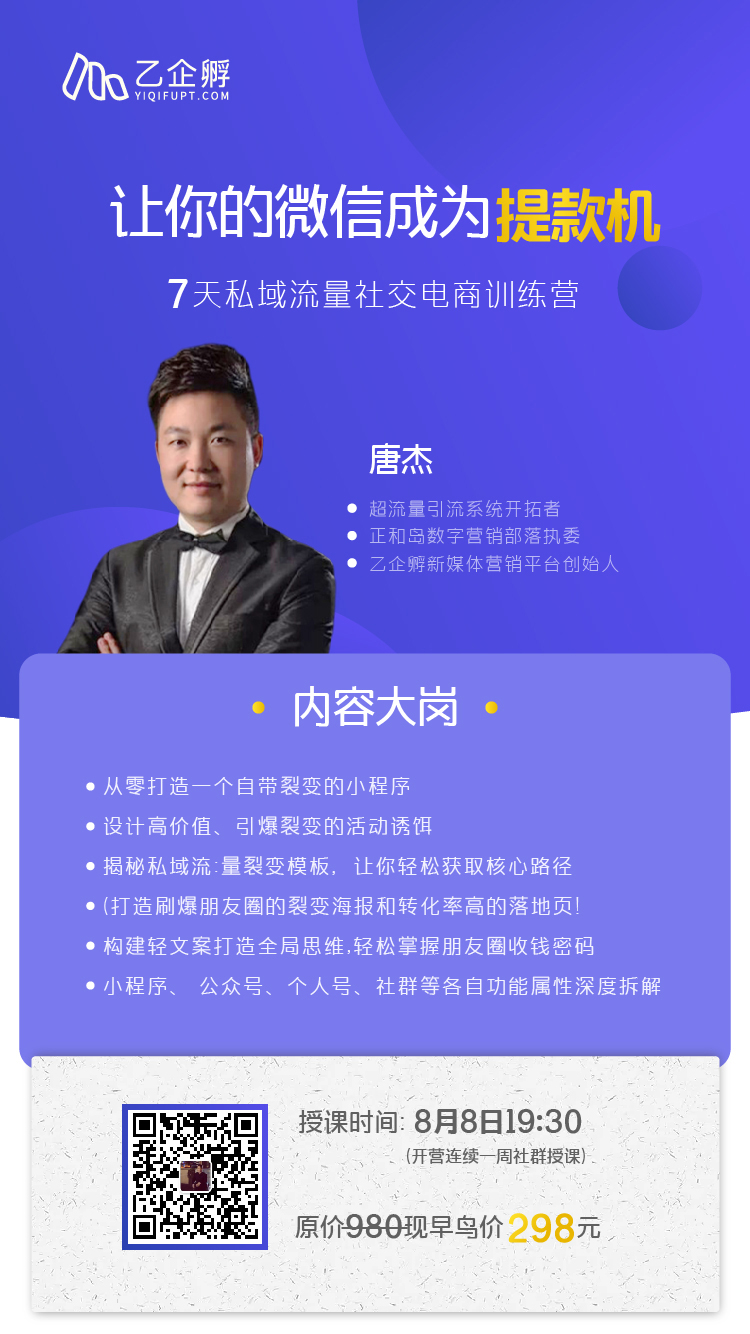 乙企孵
YIQIFUPT.COM
让你的微信成为提款机
7天私域流量社交电商训练营
唐杰
超流量引流系统开拓者
正和岛数字营销部落执委
乙企孵新媒体营销平台创始人
内容大岗
从零打造一个自带裂变的小程序
设计高价值、引爆裂变的活动诱饵
揭秘私域流:量裂变模板, 让你轻松获取核心路径
(打造刷爆朋友圈的裂变海报和转化率高的落地页!
构建轻文案打造全局思维,轻松掌握朋友圈收钱密码
小程序、 公众号、个人号、社群等各自功能属性深度拆解
授课时间: 8月8日19:30
(开营连续一周社群授课)
原价980现早鸟价298元